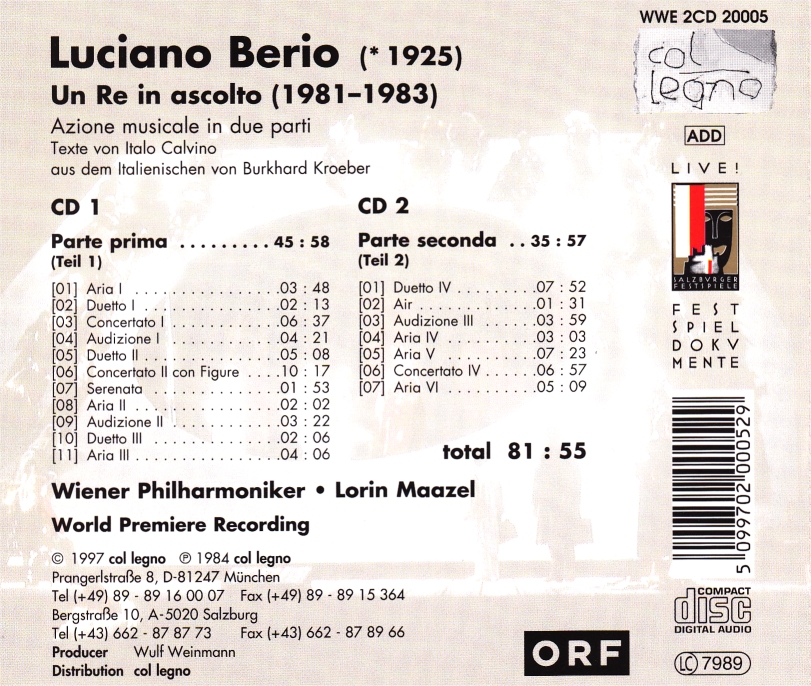 WWE 2CD 20005
col legno
Luciano Berio (* 1925)
Un Re in ascolto (1981–1983)
Azione musicale in due parti
Texte von Italo Calvino
aus dem Italienischen von Burkhard Kroeber
ADD
LIVE!
SALZBVRGER
FESTSPIELE
FEST
SPIEL
DOKV
MENTE
CD 1
Parte prima ......... 45 : 58
(Teil 1)
[01] Aria I ................. 03 : 48
[02] Duetto I ............... 02 : 13
[03] Concertato I ........... 06 : 37
[04] Audizione I ............ 04 : 21
[05] Duetto II .............. 05 : 08
[06] Concertato II con Figure .... 10 : 17
[07] Serenata ............... 01 : 53
[08] Aria II ................ 02 : 02
[09] Audizione II ........... 03 : 22
[10] Duetto III ............. 02 : 06
[11] Aria III ............... 04 : 06
CD 2
Parte seconda .. 35 : 57
(Teil 2)
[01] Duetto IV ......... 07 : 52
[02] Air .............. 01 : 31
[03] Audizione III ....... 03 : 59
[04] Aria IV ........... 03 : 03
[05] Aria V ............ 07 : 23
[06] Concertato IV ...... 06 : 57
[07] Aria VI ........... 05 : 09
total 81 : 55
Wiener Philharmoniker • Lorin Maazel
World Premiere Recording
© 1997 col legno ℗ 1984 col legno
Prangerlstraße 8, D-81247 München
Tel (+49) 89 - 89 16 00 07 Fax (+49) 89 - 89 15 364
Bergstraße 10, A-5020 Salzburg
Tel (+43) 662 - 87 87 73 Fax (+43) 662 - 87 89 66
Producer Wulf Weinmann
Distribution col legno
ORF
5 099702 000529
COMPACT
disc
DIGITAL AUDIO
LC 7989